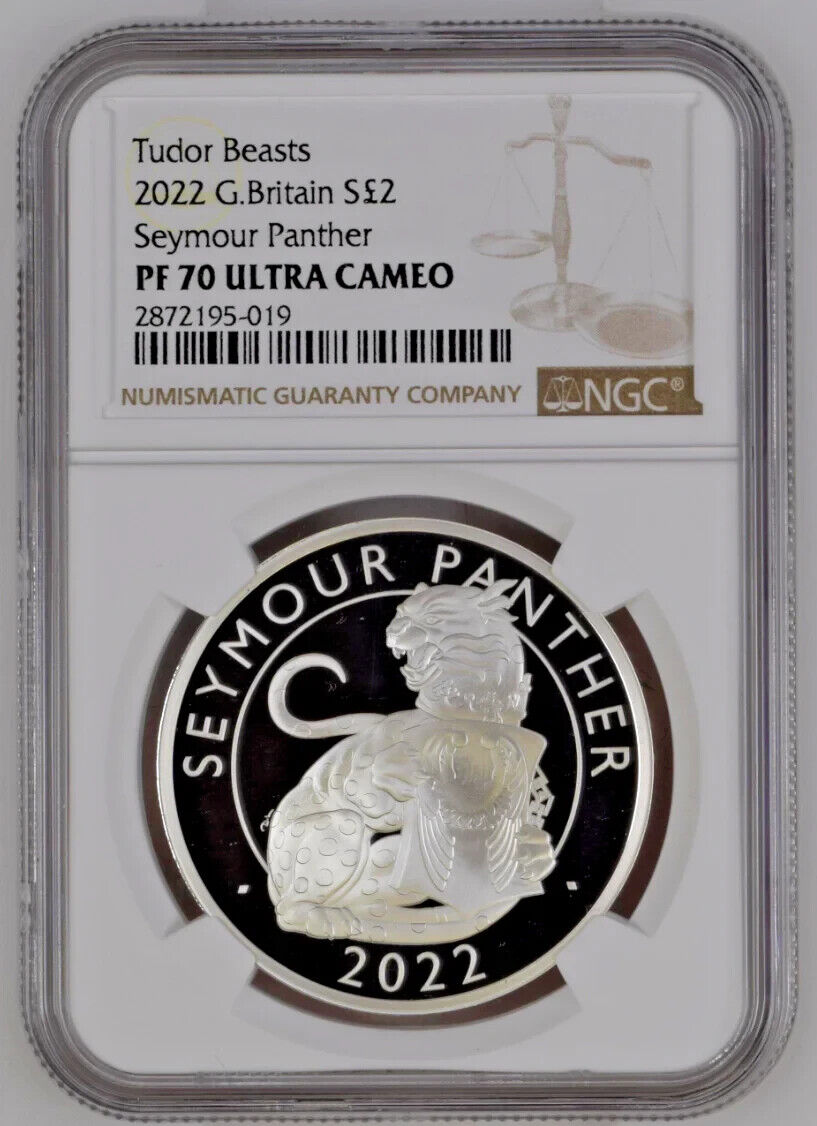 Tudor Beasts
2022 G.Britain S£2
Seymour Panther
PF 70 ULTRA CAMEO
2872195-019
NUMISMATIC GUARANTY COMPANY
NGC®
SEYMOUR PANTHER
2022